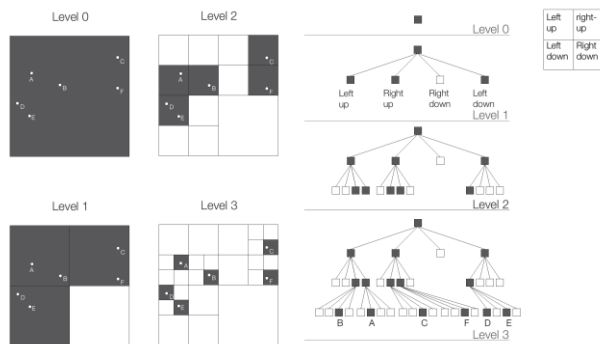 Level 0
Level 2
A
B
C
D
E
F
A
B
C
D
E
F
Level 1
Level 3
A
B
C
D
E
F
A
B
C
D
E
F
Level 0
Left up
Right up
Right down
Left down
Level 1
Level 2
B A C F D E
Level 3
Left up
right-up
Left down
Right down